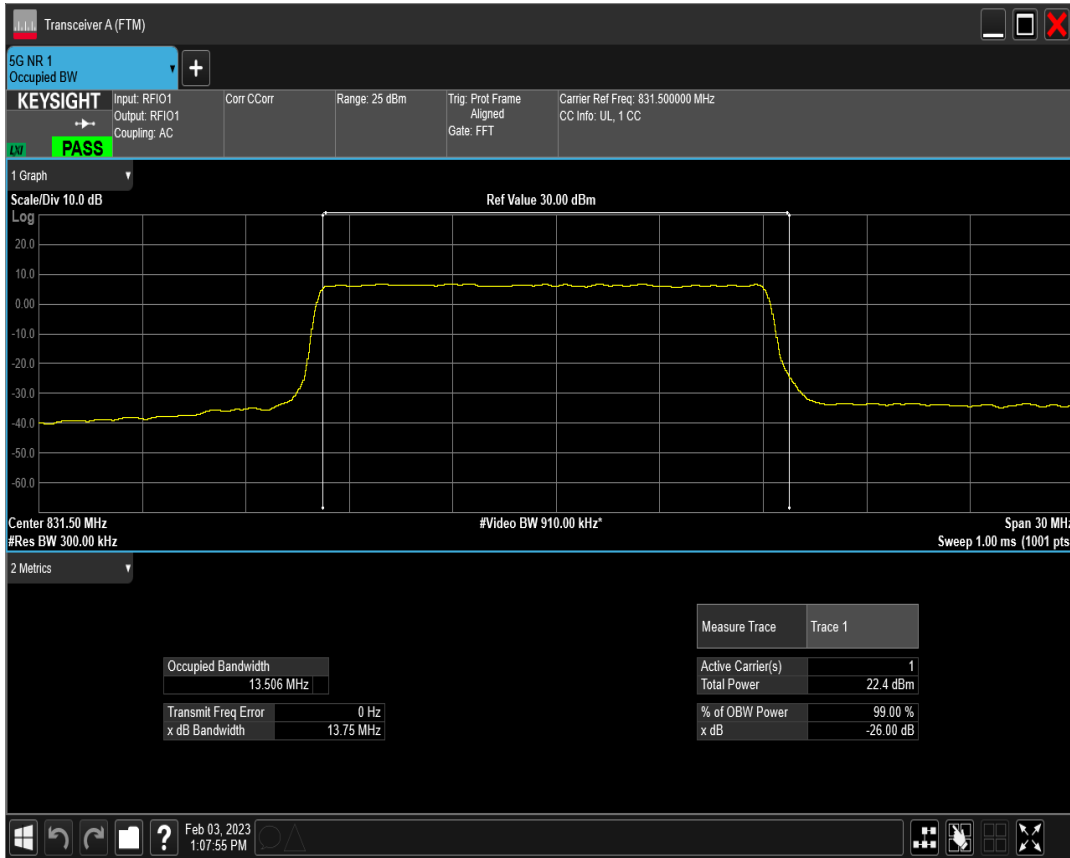 Transceiver A (FTM)
5G NR 1
Occupied BW
+
KEYSIGHT
LXI
PASS
Input: RFIO1
Output: RFIO1
Coupling: AC
Corr CCorr
Range: 25 dBm
Trig: Prot Frame
Aligned
Gate: FFT
Carrier Ref Freq: 831.500000 MHz
CC Info: UL, 1 CC
1 Graph
Scale/Div 10.0 dB
Ref Value 30.00 dBm
Log
20.0
10.0
0.00
-10.0
-20.0
-30.0
-40.0
-50.0
-60.0
Center 831.50 MHz
#Video BW 910.00 kHz*
Span 30 MHz
#Res BW 300.00 kHz
Sweep 1.00 ms (1001 pts
2 Metrics
Measure Trace Trace 1
Occupied Bandwidth
13.506 MHz
Active Carrier(s) 1
Total Power 22.4 dBm
Transmit Freq Error 0 Hz
x dB Bandwidth 13.75 MHz
% of OBW Power 99.00 %
x dB -26.00 dB
?
Feb 03, 2023
1:07:55 PM